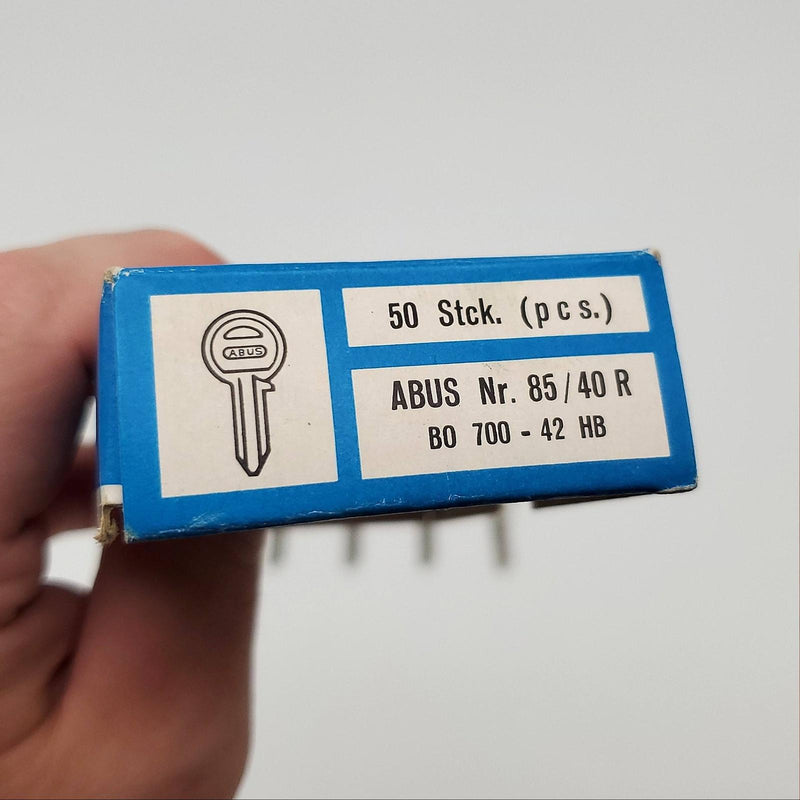 ABUS
50 Stck. (pcs.)
ABUS Nr. 85/40 R
BO 700 - 42 HB